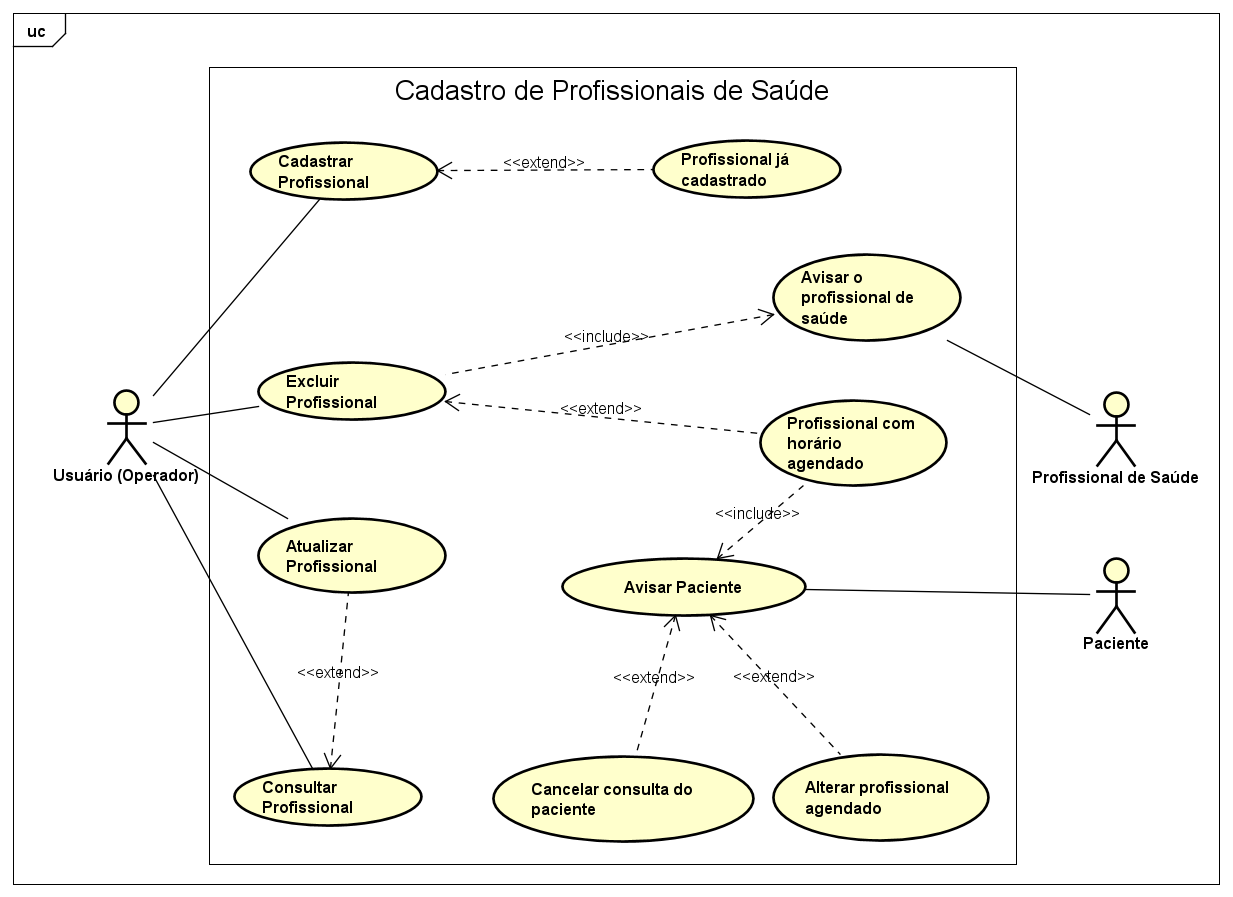 uc
Cadastro de Profissionais de Saúde
Cadastrar
Profissional
<<extend>>
Profissional já
cadastrado
Avisar o
profissional de
saúde
<<include>>
Excluir
Profissional
<<extend>>
Profissional com
horário
agendado
Usuário (Operador)
Profissional de Saúde
<<include>>
Atualizar
Profissional
Avisar Paciente
Paciente
<<extend>>
<<extend>>
<<extend>>
Consultar
Profissional
Cancelar consulta do
paciente
Alterar profissional
agendado